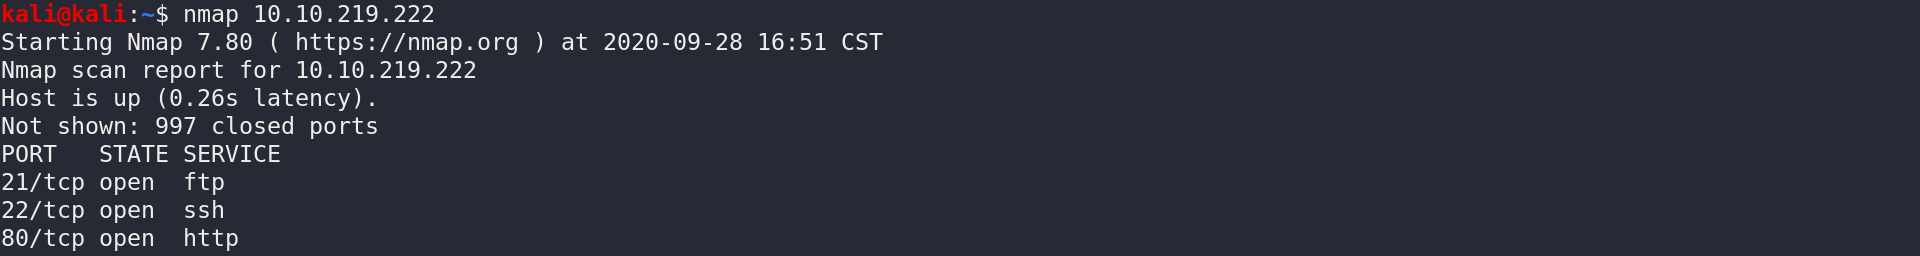 kali@kali:~$ nmap 10.10.219.222
Starting Nmap 7.80 ( https://nmap.org ) at 2020-09-28 16:51 CST
Nmap scan report for 10.10.219.222
Host is up (0.26s latency).
Not shown: 997 closed ports
PORT   STATE SERVICE
21/tcp open  ftp
22/tcp open  ssh
80/tcp open  http